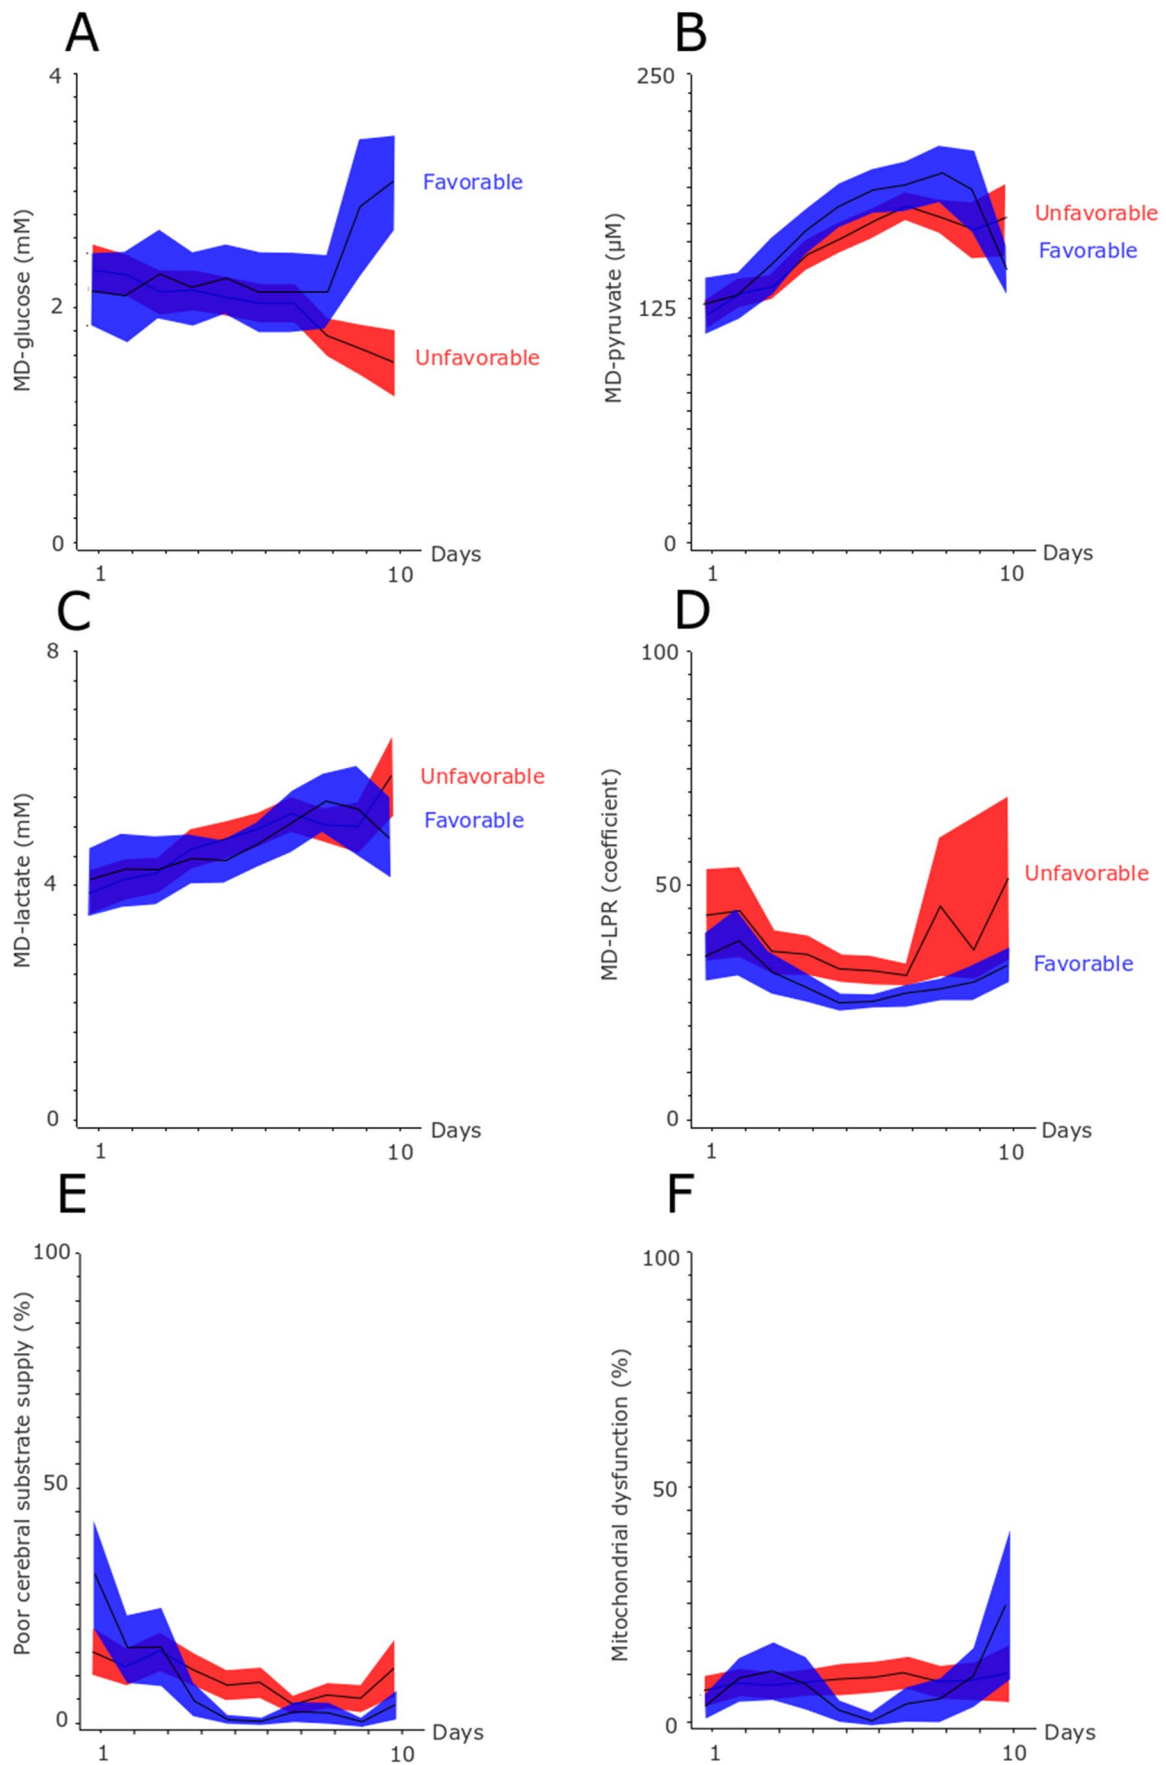 A
MD-glucose (mM)
4
2
0
1
10
Days
Favorable
Unfavorable
B
MD-pyruvate (µM)
250
125
0
1
10
Days
Unfavorable
Favorable
C
MD-lactate (mM)
8
4
0
1
10
Days
Unfavorable
Favorable
D
MD-LPR (coefficient)
100
50
0
1
10
Days
Unfavorable
Favorable
E
Poor cerebral substrate supply (%)
100
50
0
1
10
Days
F
Mitochondrial dysfunction (%)
100
50
0
1
10
Days